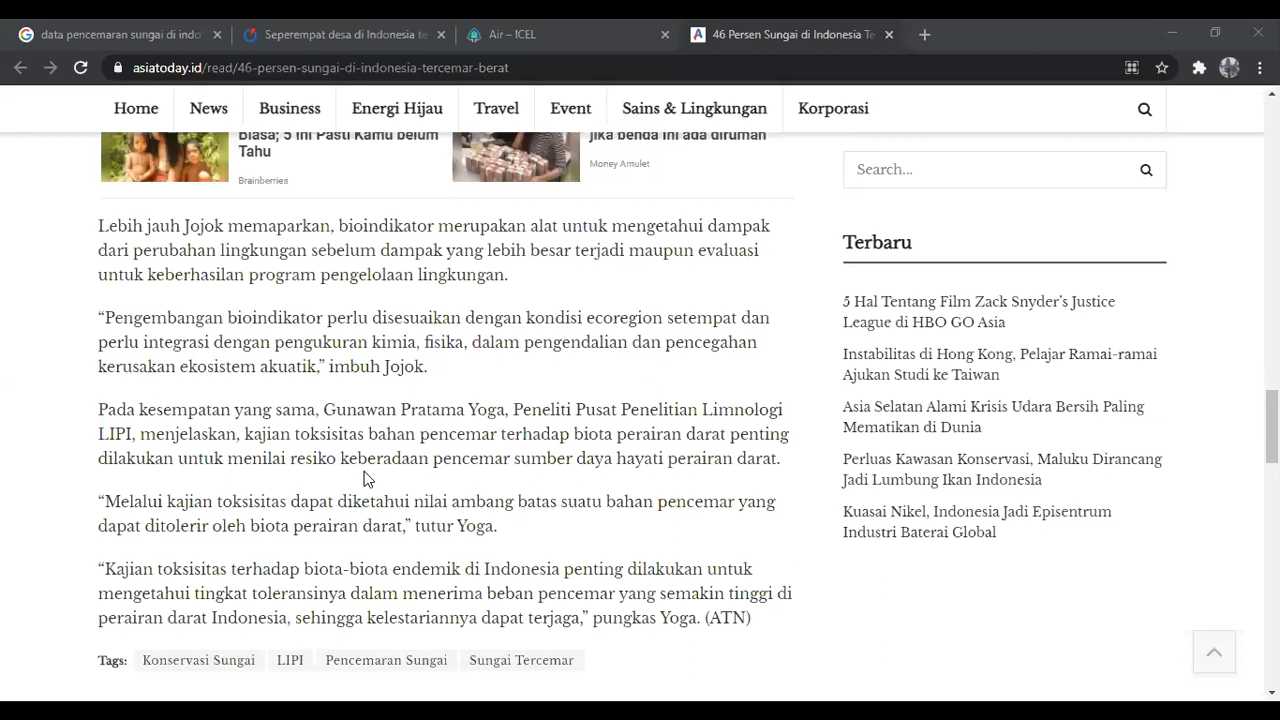 data pencemaran sungai di indo
Seperempat desa di Indonesia te
Air – ICEL
46 Persen Sungai di Indonesia Te
asiatoday.id/read/46-persen-sungai-di-indonesia-tercemar-berat
Home News Business Energi Hijau Travel Event Sains & Lingkungan Korporasi
Biasa; 5 Ini Pasti Kamu belum
Tahu
Brainberries
jika benda ini ada dirumah
Money Amulet
Lebih jauh Jojok memaparkan, bioindikator merupakan alat untuk mengetahui dampak
dari perubahan lingkungan sebelum dampak yang lebih besar terjadi maupun evaluasi
untuk keberhasilan program pengelolaan lingkungan.
“Pengembangan bioindikator perlu disesuaikan dengan kondisi ecoregion setempat dan
perlu integrasi dengan pengukuran kimia, fisika, dalam pengendalian dan pencegahan
kerusakan ekosistem akuatik,” imbuh Jojok.
Pada kesempatan yang sama, Gunawan Pratama Yoga, Peneliti Pusat Penelitian Limnologi
LIPI, menjelaskan, kajian toksisitas bahan pencemar terhadap biota perairan darat penting
dilakukan untuk menilai resiko keberadaan pencemar sumber daya hayati perairan darat.
“Melalui kajian toksisitas dapat diketahui nilai ambang batas suatu bahan pencemar yang
dapat ditolerir oleh biota perairan darat,” tutur Yoga.
“Kajian toksisitas terhadap biota-biota endemik di Indonesia penting dilakukan untuk
mengetahui tingkat toleransinya dalam menerima beban pencemar yang semakin tinggi di
perairan darat Indonesia, sehingga kelestariannya dapat terjaga,” pungkas Yoga. (ATN)
Tags: Konservasi Sungai LIPI Pencemaran Sungai Sungai Tercemar
Search...
Terbaru
5 Hal Tentang Film Zack Snyder’s Justice
League di HBO GO Asia
Instabilitas di Hong Kong, Pelajar Ramai-ramai
Ajukan Studi ke Taiwan
Asia Selatan Alami Krisis Udara Bersih Paling
Mematikan di Dunia
Perluas Kawasan Konservasi, Maluku Dirancang
Jadi Lumbung Ikan Indonesia
Kuasai Nikel, Indonesia Jadi Episentrum
Industri Baterai Global